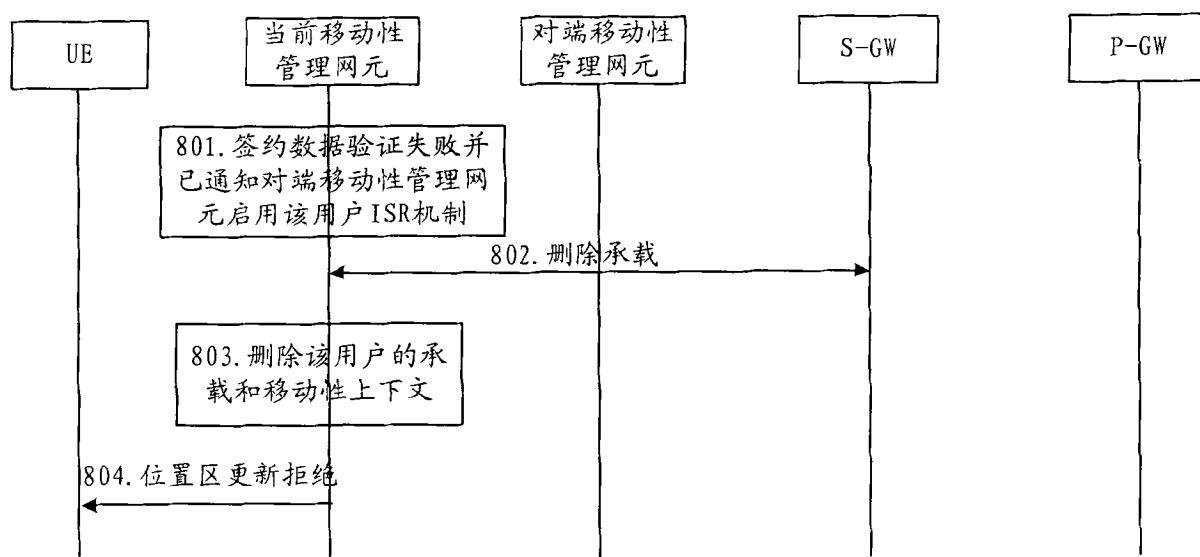 UE
当前移动性
管理网元
对端移动性
管理网元
S-GW
P-GW
801.签约数据验证失败并
已通知对端移动性管理网
元启用该用户ISR机制
802.删除承载
803.删除该用户的承
载和移动性上下文
804.位置区更新拒绝